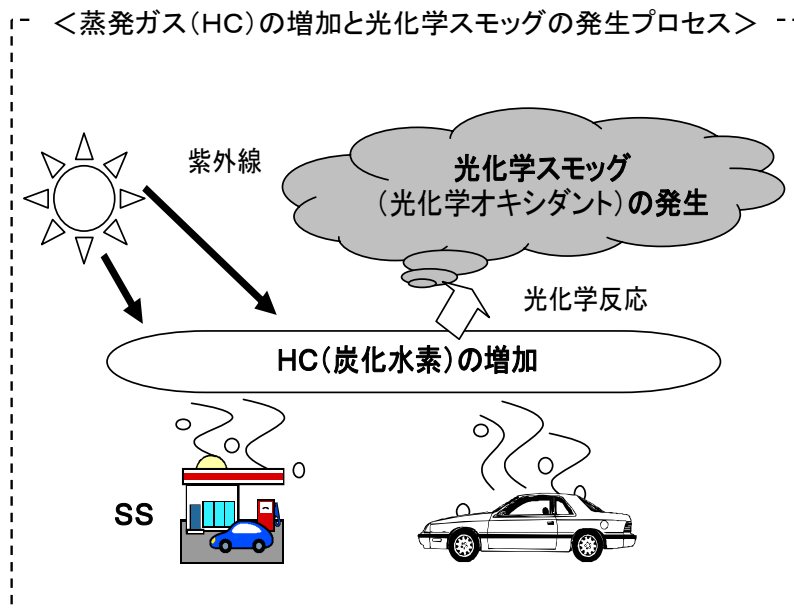 <蒸発ガス(HC)の増加と光化学スモッグの発生プロセス>
紫外線
光化学スモッグ
(光化学オキシダント)の発生
光化学反応
HC(炭化水素)の増加
SS